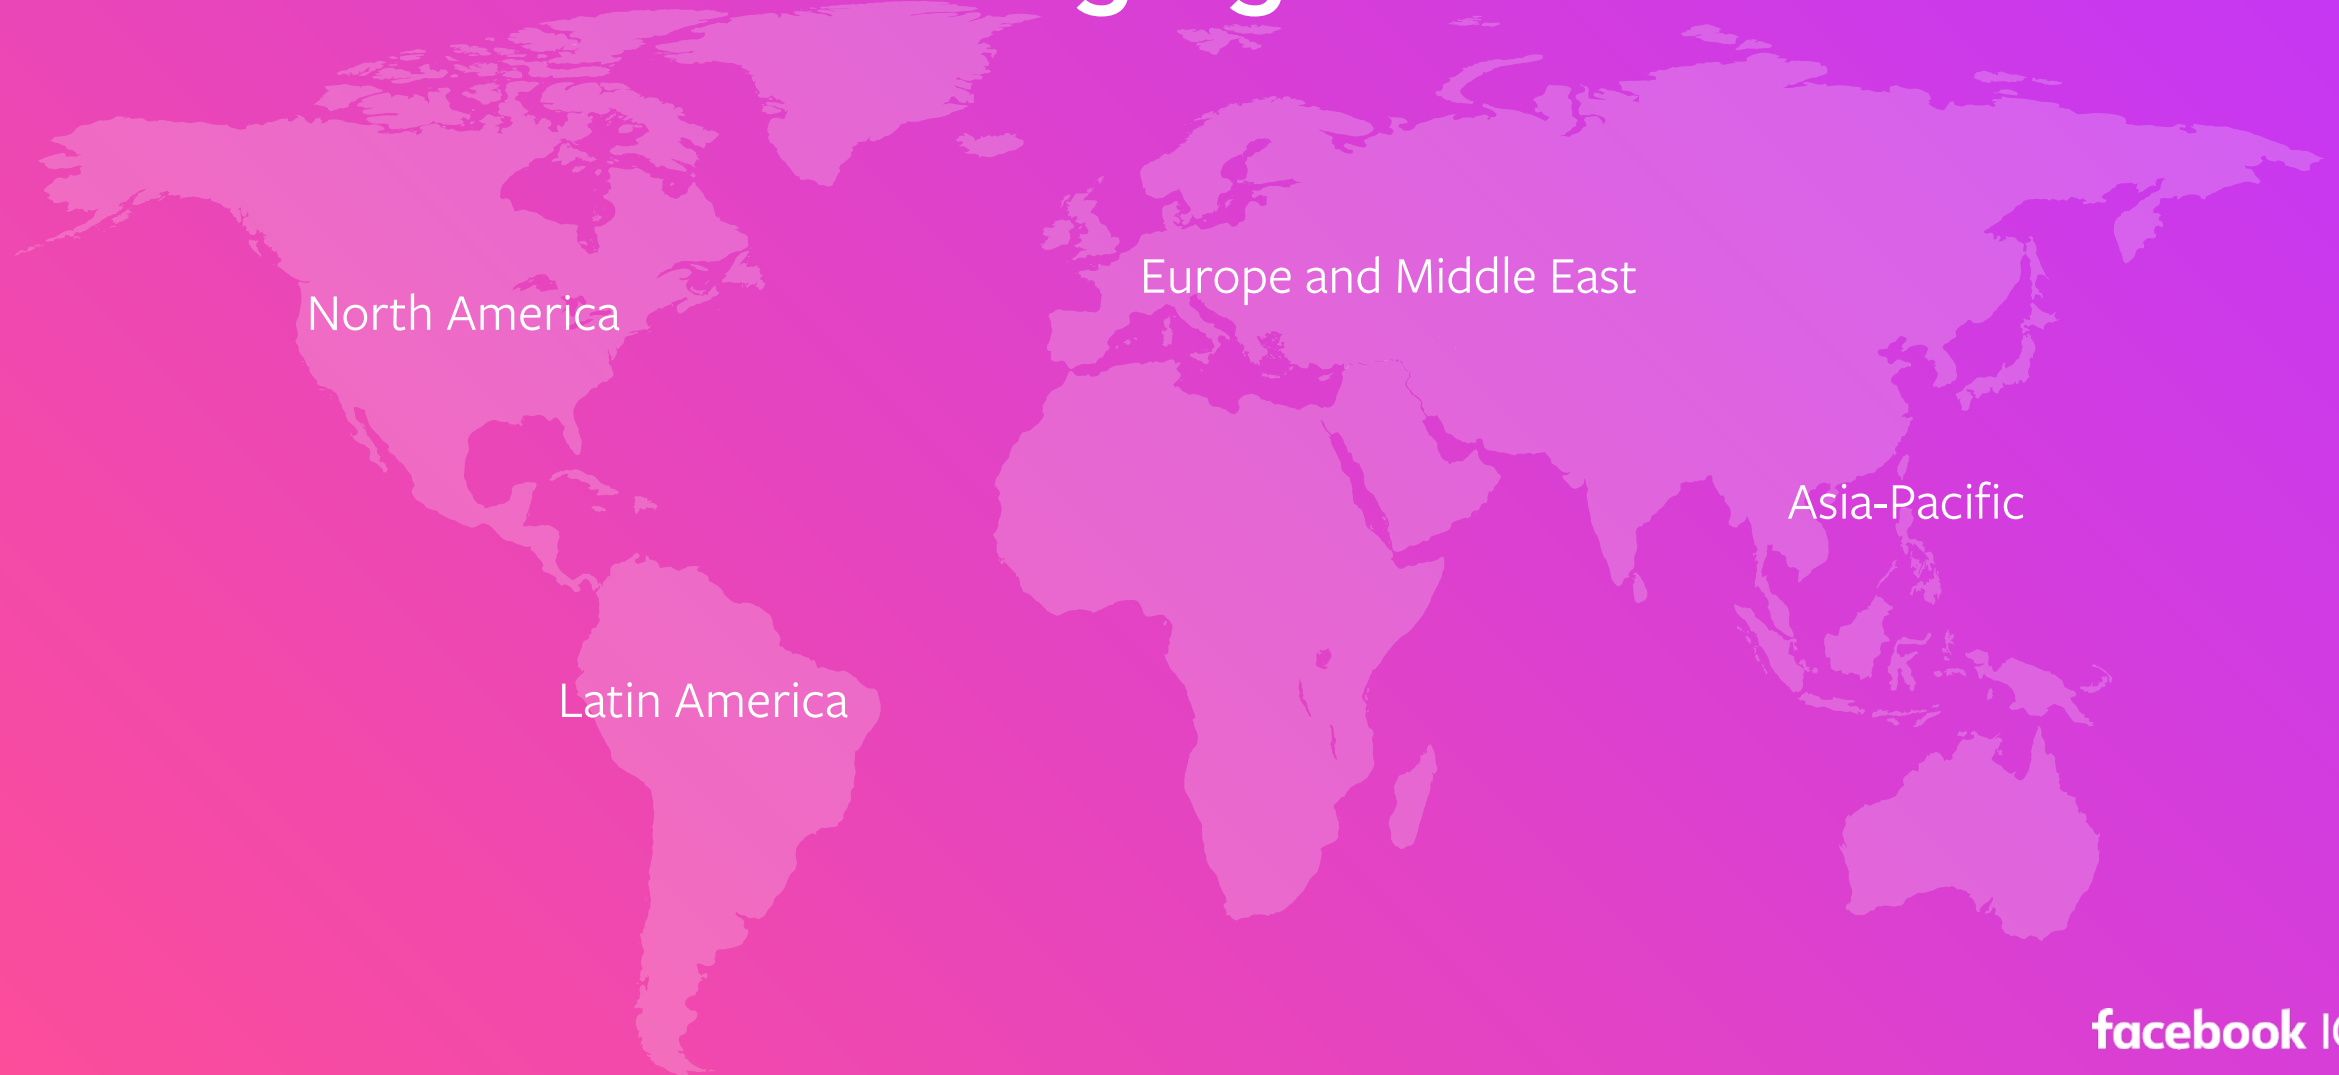 Europe and Middle East
North America
Asia-Pacific
Latin America
facebook